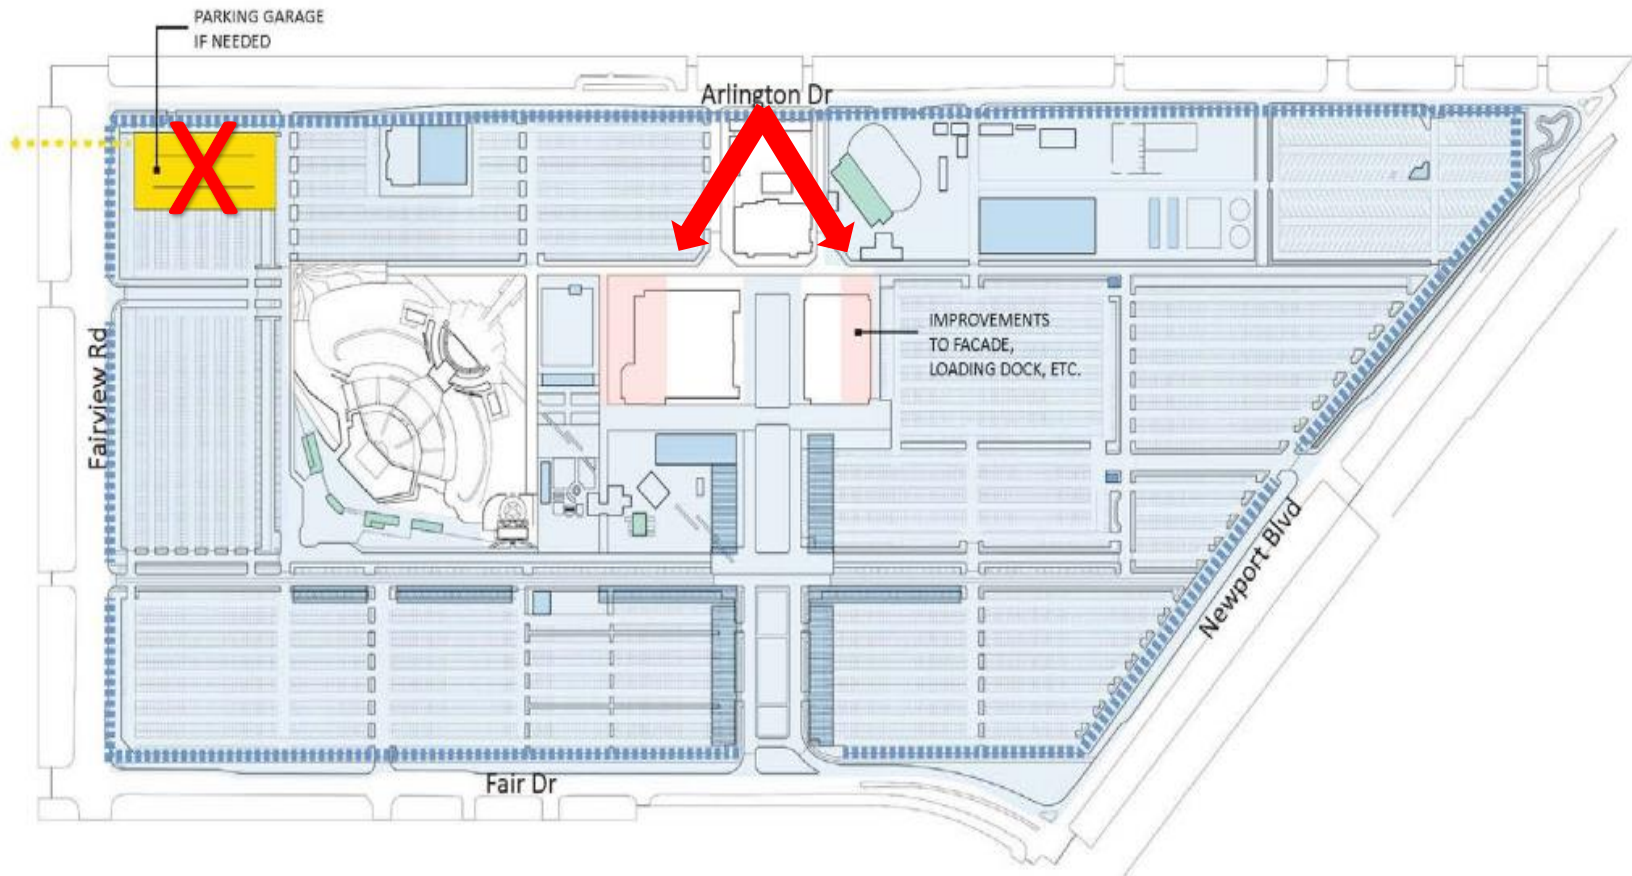 PARKING GARAGE
IF NEEDED
Arlington Dr
X
IMPROVEMENTS
TO FACADE,
LOADING DOCK, ETC.
Fairview Rd
Newport Blvd
Fair Dr